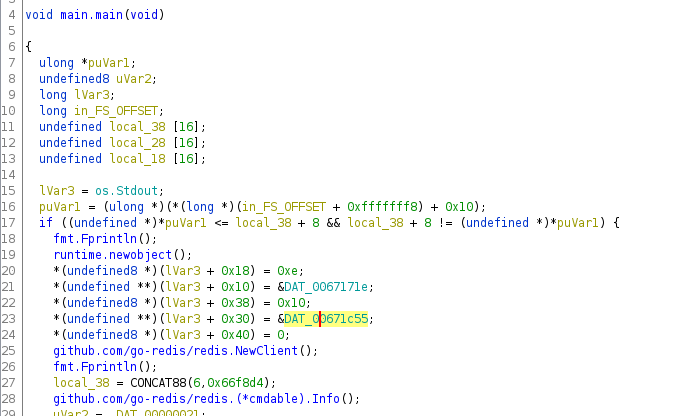 4 void main.main(void)
5
6 {
7 ulong *puVar1;
8 undefined8 uVar2;
9 long lVar3;
10 long in_FS_OFFSET;
11 undefined local_38 [16];
12 undefined local_28 [16];
13 undefined local_18 [16];
14
15 lVar3 = os.Stdout;
16 puVar1 = (ulong *)(*(long *)(in_FS_OFFSET + 0xfffffff8) + 0x10);
17 if ((undefined *)*puVar1 <= local_38 + 8 && local_38 + 8 != (undefined *)*puVar1) {
18 fmt.Fprintln();
19 runtime.newobject();
20 *(undefined8 *)(lVar3 + 0x18) = 0xe;
21 *(undefined **)(lVar3 + 0x10) = &DAT_0067171e;
22 *(undefined8 *)(lVar3 + 0x38) = 0x10;
23 *(undefined **)(lVar3 + 0x30) = &DAT_00671c55;
24 *(undefined8 *)(lVar3 + 0x40) = 0;
25 github.com/go-redis/redis.NewClient();
26 fmt.Fprintln();
27 local_38 = CONCAT88(6,0x66f8d4);
28 github.com/go-redis/redis.(*cmdable).Info();
uVar2 =